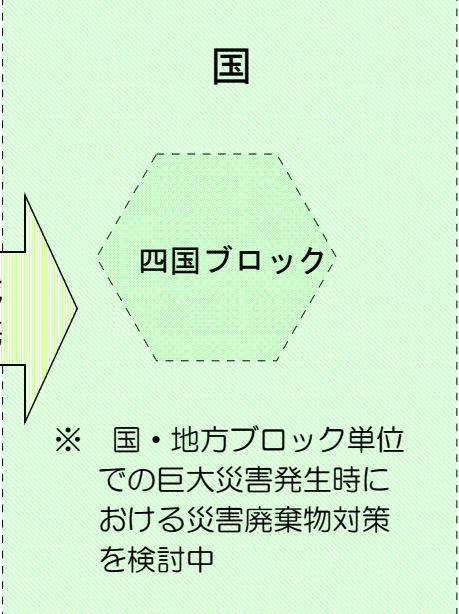 国
四国ブロック
※　国・地方ブロック単位
での巨大災害発生時に
おける災害廃棄物対策
を検討中